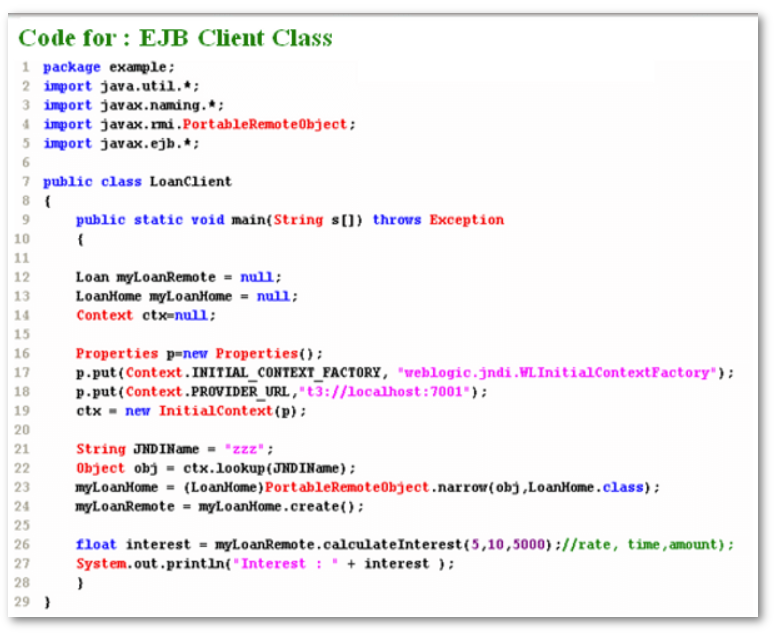 Code for : EJB Client Class
1 package example;
2 import java.util.*;
3 import javax.naming.*;
4 import javax.rmi.PortableRemoteObject;
5 import javax.ejb.*;
6
7 public class LoanClient
8 {
9 public static void main(String s[]) throws Exception
10 {
11
12 Loan myLoanRemote = null;
13 LoanHome myLoanHome = null;
14 Context ctx=null;
15
16 Properties p=new Properties();
17 p.put(Context.INITIAL_CONTEXT_FACTORY, "weblogic.jndi.WLInitialContextFactory");
18 p.put(Context.PROVIDER_URL,"t3://localhost:7001");
19 ctx = new InitialContext(p);
20
21 String JNDIName = "zzz";
22 Object obj = ctx.lookup(JNDIName);
23 myLoanHome = (LoanHome)PortableRemoteObject.narrow(obj,LoanHome.class);
24 myLoanRemote = myLoanHome.create();
25
26 float interest = myLoanRemote.calculateInterest(5,10,5000);//rate, time,amount);
27 System.out.println("Interest : " + interest );
28 }
29 }